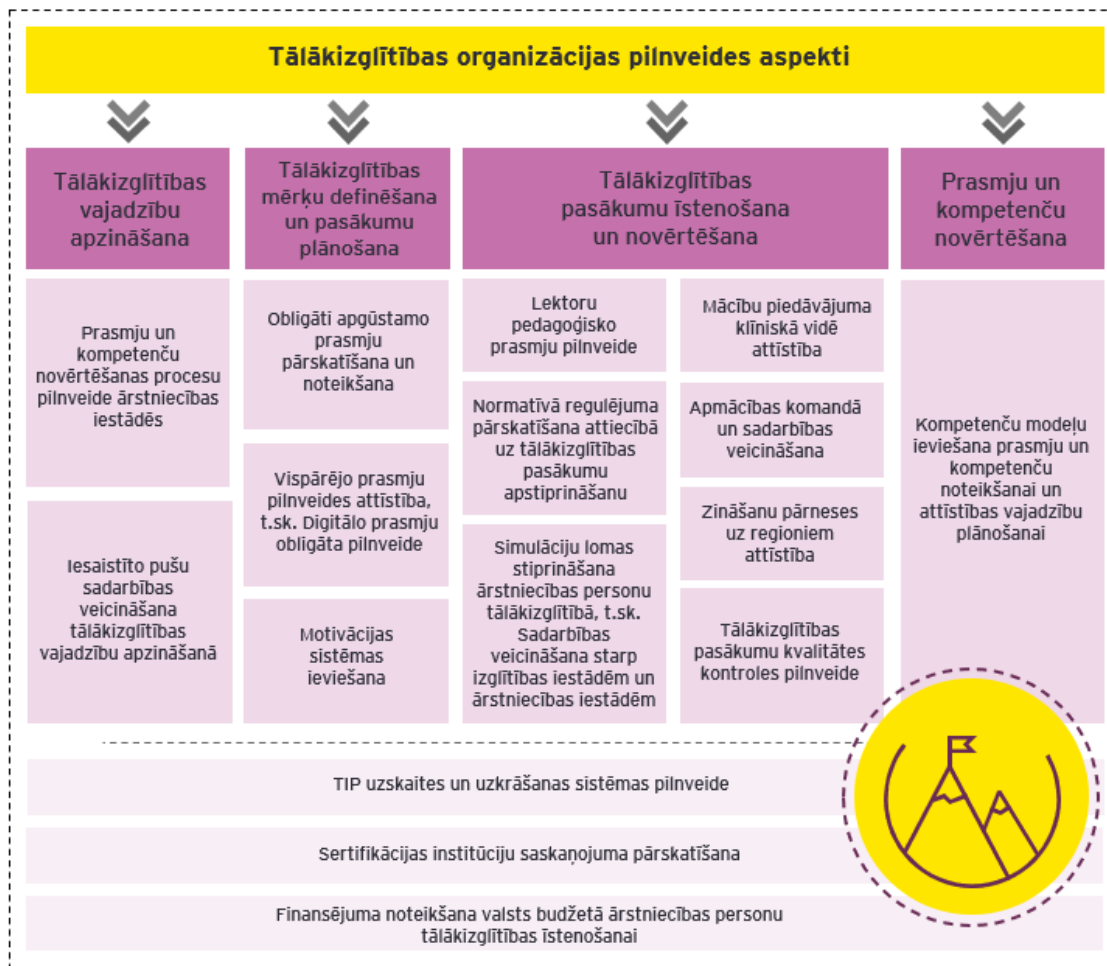 Tālākizglītības organizācijas pilnveides aspekti
Tālākizglītības
vajadzību
apzināšana
Prasmju un
kompetenču
novērtēšanas procesu
pilnveide ārstniecības
iestādēs
Iesaistīto pušu
sadarbības
veicināšana
tālākizglītības
vajadzību apzināšanā
Tālākizglītības
mērķu definēšana
un pasākumu
plānošana
Obligāti apgūstamo
prasmju
pārskatīšana un
noteikšana
Vispārējo prasmju
pilnveides attīstība,
t.sk. Digitālo prasmju
obligāta pilnveide
Motivācijas
sistēmas
ieviešana
Tālākizglītības
pasākumu īstenošana
un novērtēšana
Lektoru
pedagoģisko
prasmju pilnveide
Normatīvā regulējuma
pārskatīšana attiecībā
uz tālākizglītības
pasākumu
apstiprināšanu
Simulāciju lomas
stiprināšana
ārstniecības personu
tālākizglītībā, t.sk.
Sadarbības
veicināšana starp
izglītības iestādēm un
ārstniecības iestādēm
Mācību piedāvājuma
klīniskā vidē
attīstība
Apmācības komandā
un sadarbības
veicināšana
Zināšanu pārneses
uz regioniem
attīstība
Tālākizglītības
pasākumu kvalitātes
kontroles pilnveide
Prasmju un
kompetenču
novērtēšana
Kompetenču modeļu
ieviešana prasmju un
kompetenču
noteikšanai un
attīstības vajadzību
plānošanai
TIP uzskaites un uzkrāšanas sistēmas pilnveide
Sertifikācijas institūciju saskaņojuma pārskatīšana
Finansējuma noteikšana valsts budžetā ārstniecības personu
tālākizglītības īstenošanai